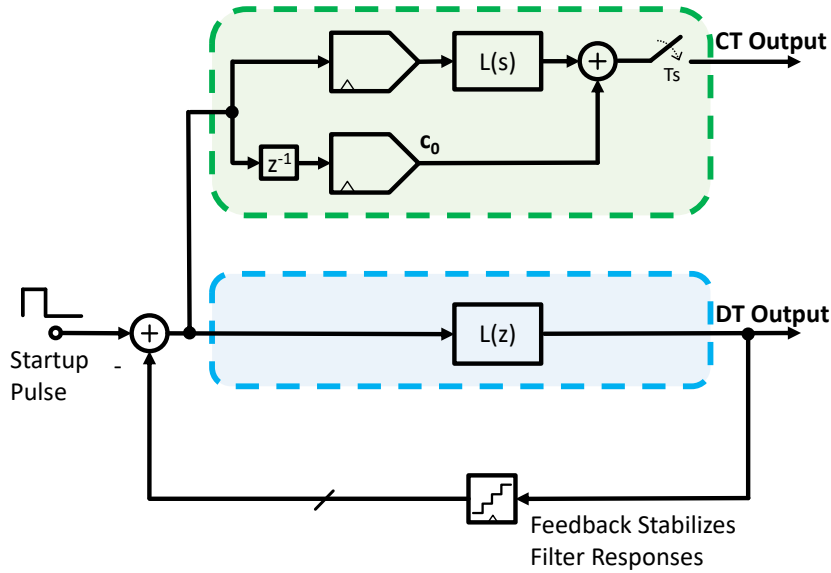 CT Output
L(s)
+
Ts
c₀
z⁻¹
DT Output
+
L(z)
Startup
Pulse
-
Feedback Stabilizes
Filter Responses